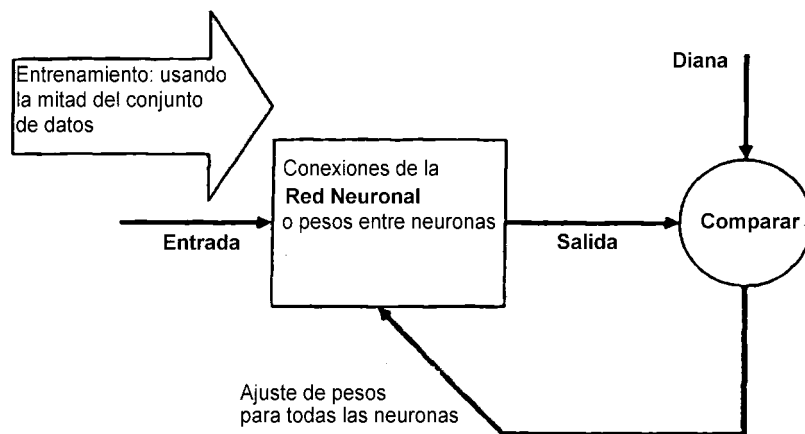 Entrenamiento: usando
la mitad del conjunto
de datos
Diana
Conexiones de la
Red Neuronal
o pesos entre neuronas
Entrada
Salida
Comparar
Ajuste de pesos
para todas las neuronas